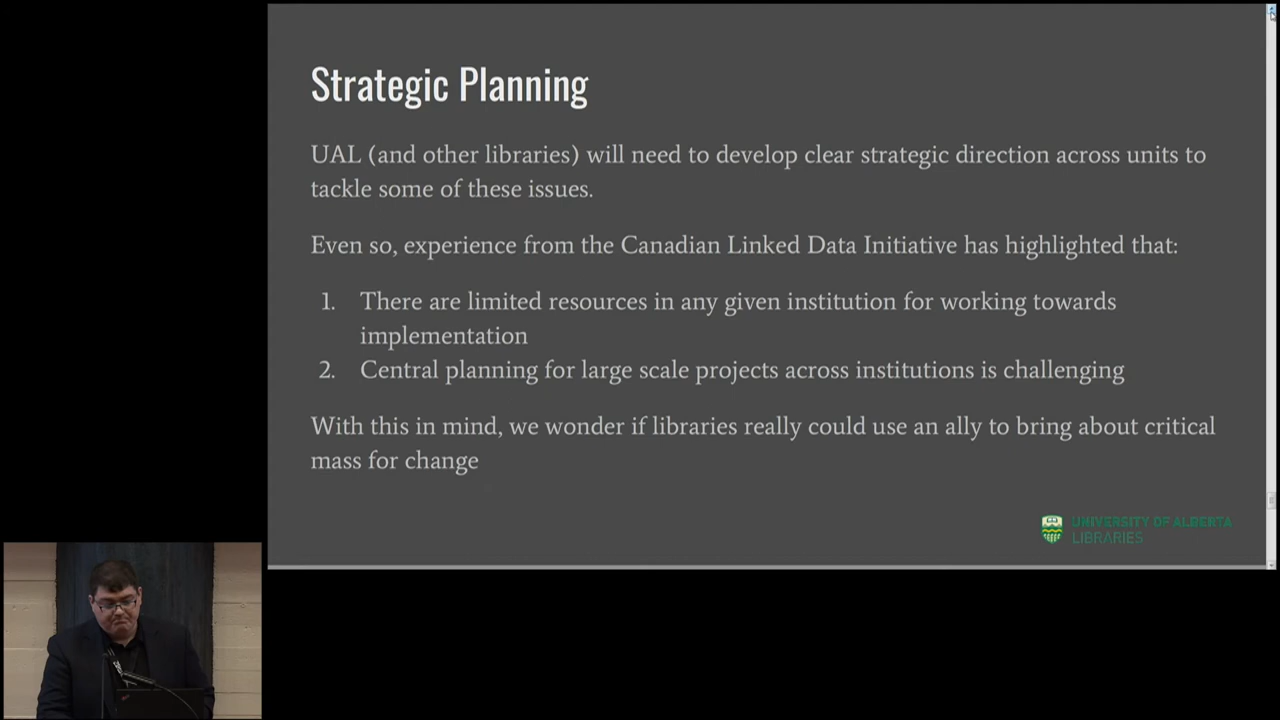 Strategic Planning
UAL (and other libraries) will need to develop clear strategic direction across units to
tackle some of these issues.
Even so, experience from the Canadian Linked Data Initiative has highlighted that:
1. There are limited resources in any given institution for working towards
implementation
2. Central planning for large scale projects across institutions is challenging
With this in mind, we wonder if libraries really could use an ally to bring about critical
mass for change
UNIVERSITY OF ALBERTA
LIBRARIES